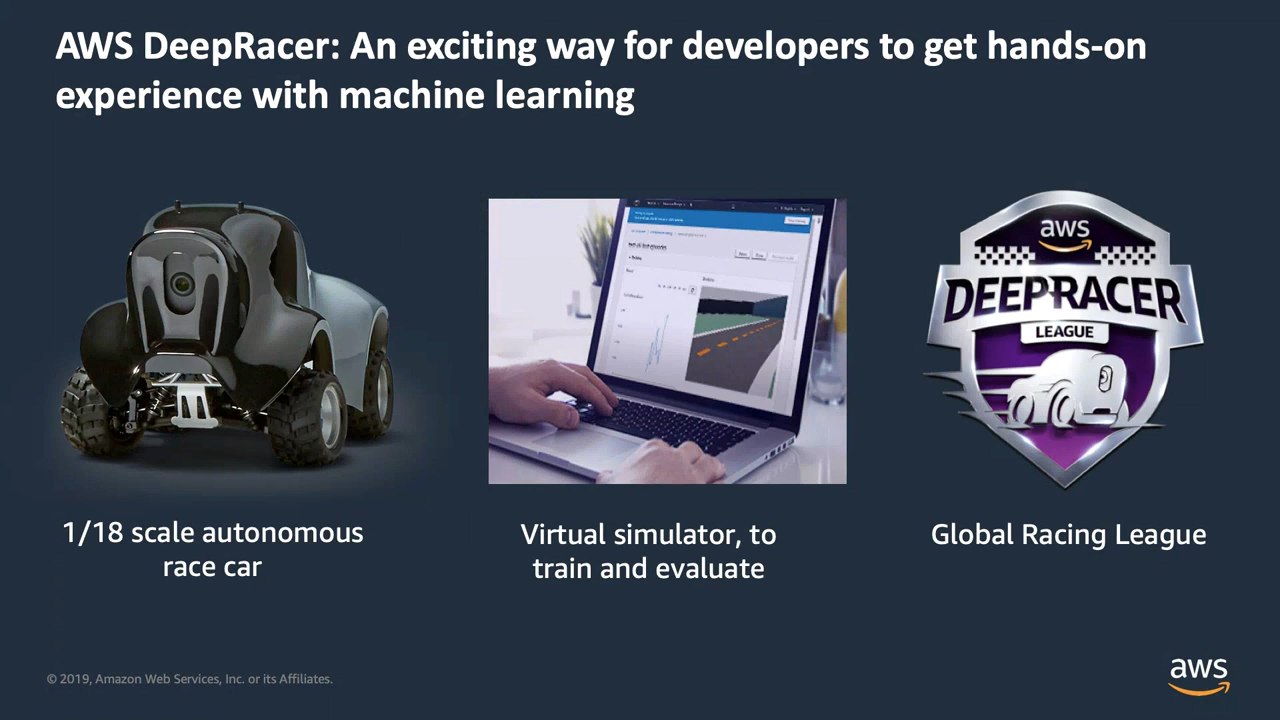 AWS DeepRacer: An exciting way for developers to get hands-on
experience with machine learning
aws
DEEPRACER
LEAGUE
1/18 scale autonomous
race car
Virtual simulator, to
train and evaluate
Global Racing League
© 2019, Amazon Web Services, Inc. or its Affiliates.
aws